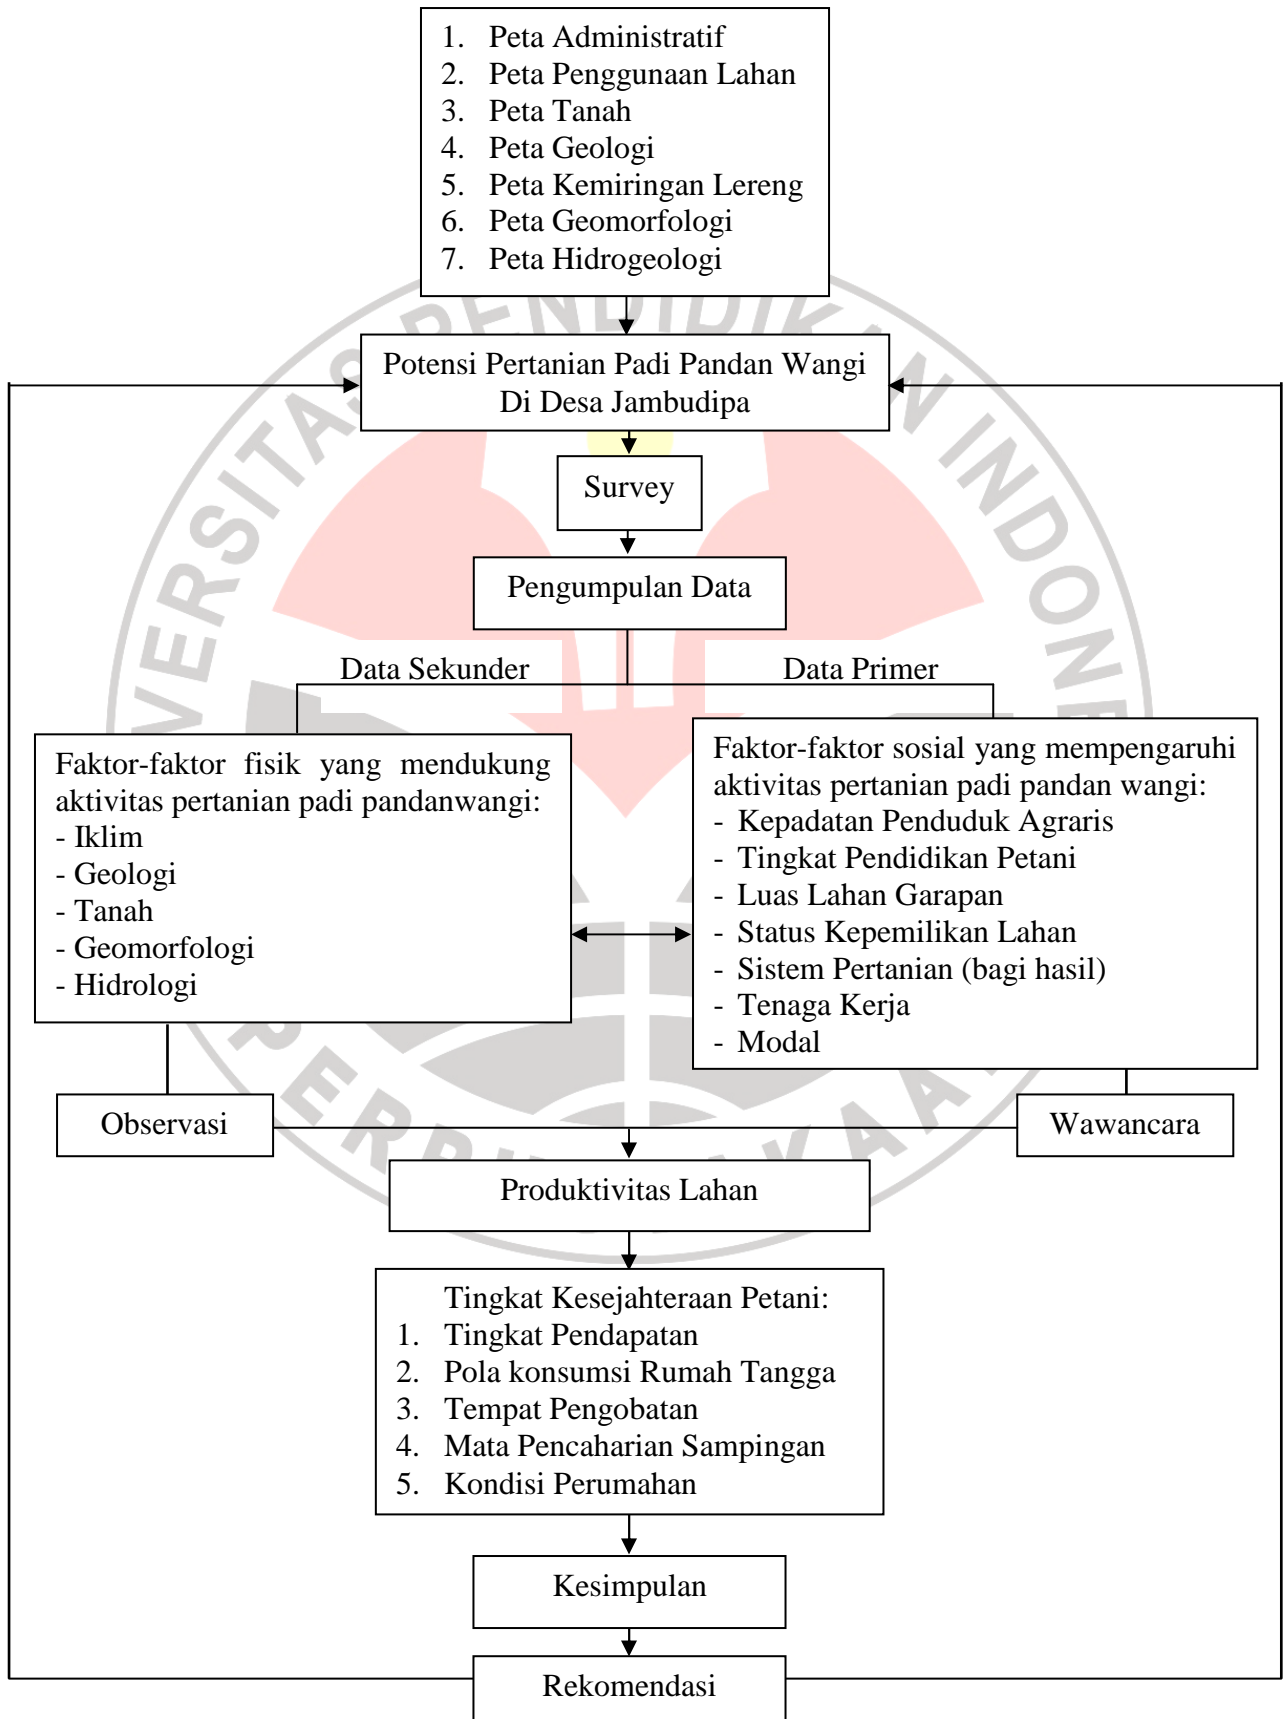 1. Peta Administratif
2. Peta Penggunaan Lahan
3. Peta Tanah
4. Peta Geologi
5. Peta Kemiringan Lereng
6. Peta Geomorfologi
7. Peta Hidrogeologi
Potensi Pertanian Padi Pandan Wangi
Di Desa Jambudipa
Survey
Pengumpulan Data
Data Sekunder
Data Primer
Faktor-faktor fisik yang mendukung
aktivitas pertanian padi pandanwangi:
- Iklim
- Geologi
- Tanah
- Geomorfologi
- Hidrologi
Faktor-faktor sosial yang mempengaruhi
aktivitas pertanian padi pandan wangi:
- Kepadatan Penduduk Agraris
- Tingkat Pendidikan Petani
- Luas Lahan Garapan
- Status Kepemilikan Lahan
- Sistem Pertanian (bagi hasil)
- Tenaga Kerja
- Modal
Observasi
Wawancara
Produktivitas Lahan
Tingkat Kesejahteraan Petani:
1. Tingkat Pendapatan
2. Pola konsumsi Rumah Tangga
3. Tempat Pengobatan
4. Mata Pencaharian Sampingan
5. Kondisi Perumahan
Kesimpulan
Rekomendasi